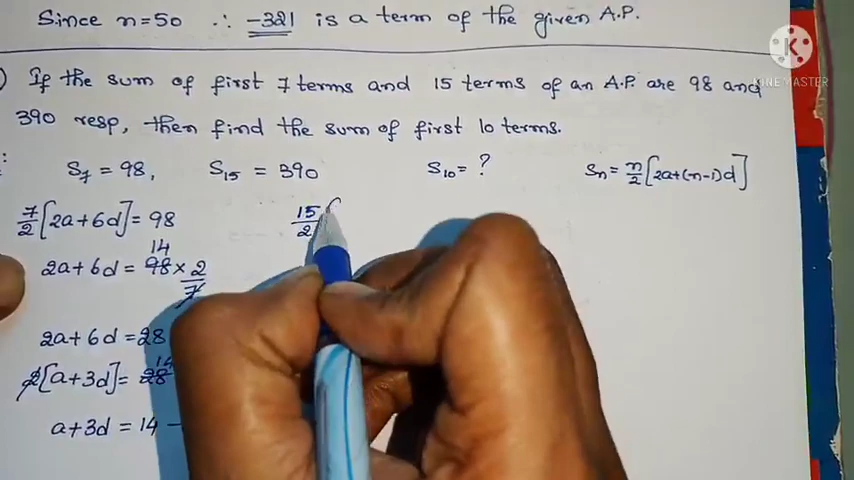 Since n=50 ∴ -321 is a term of the given A.P.
K
KINE MASTER
) If the sum of first 7 terms and 15 terms of an A.P. are 98 and
390 resp, then find the sum of first 10 terms.
: S₇ = 98, S₁₅ = 390 S₁₀ = ? Sₙ = n/2[2a+(n-1)d]
7/2[2a+6d] = 98 15/2[
2a+6d = 98 × 2/7
14
2a+6d = 28
2[a+3d] = 28
14
a+3d = 14 -